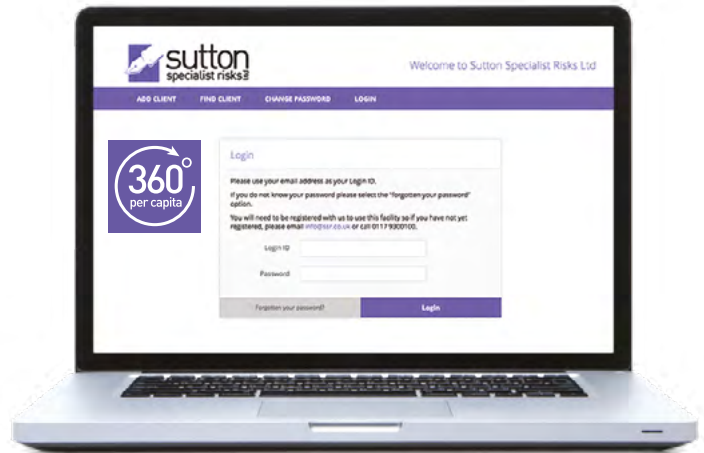 sutton
specialist risks ltd
Welcome to Sutton Specialist Risks Ltd
ADD CLIENT FIND CLIENT CHANGE PASSWORD LOGIN
360°
per capita
Login
Please use your email address as your Login ID.
If you do not know your password please select the "forgotten your password"
option.
You will need to be registered with us to use this facility so if you have not yet
registered, please email info@ssr.co.uk or call 0117 9300100.
Login ID
Password
Forgotten your password?
Login